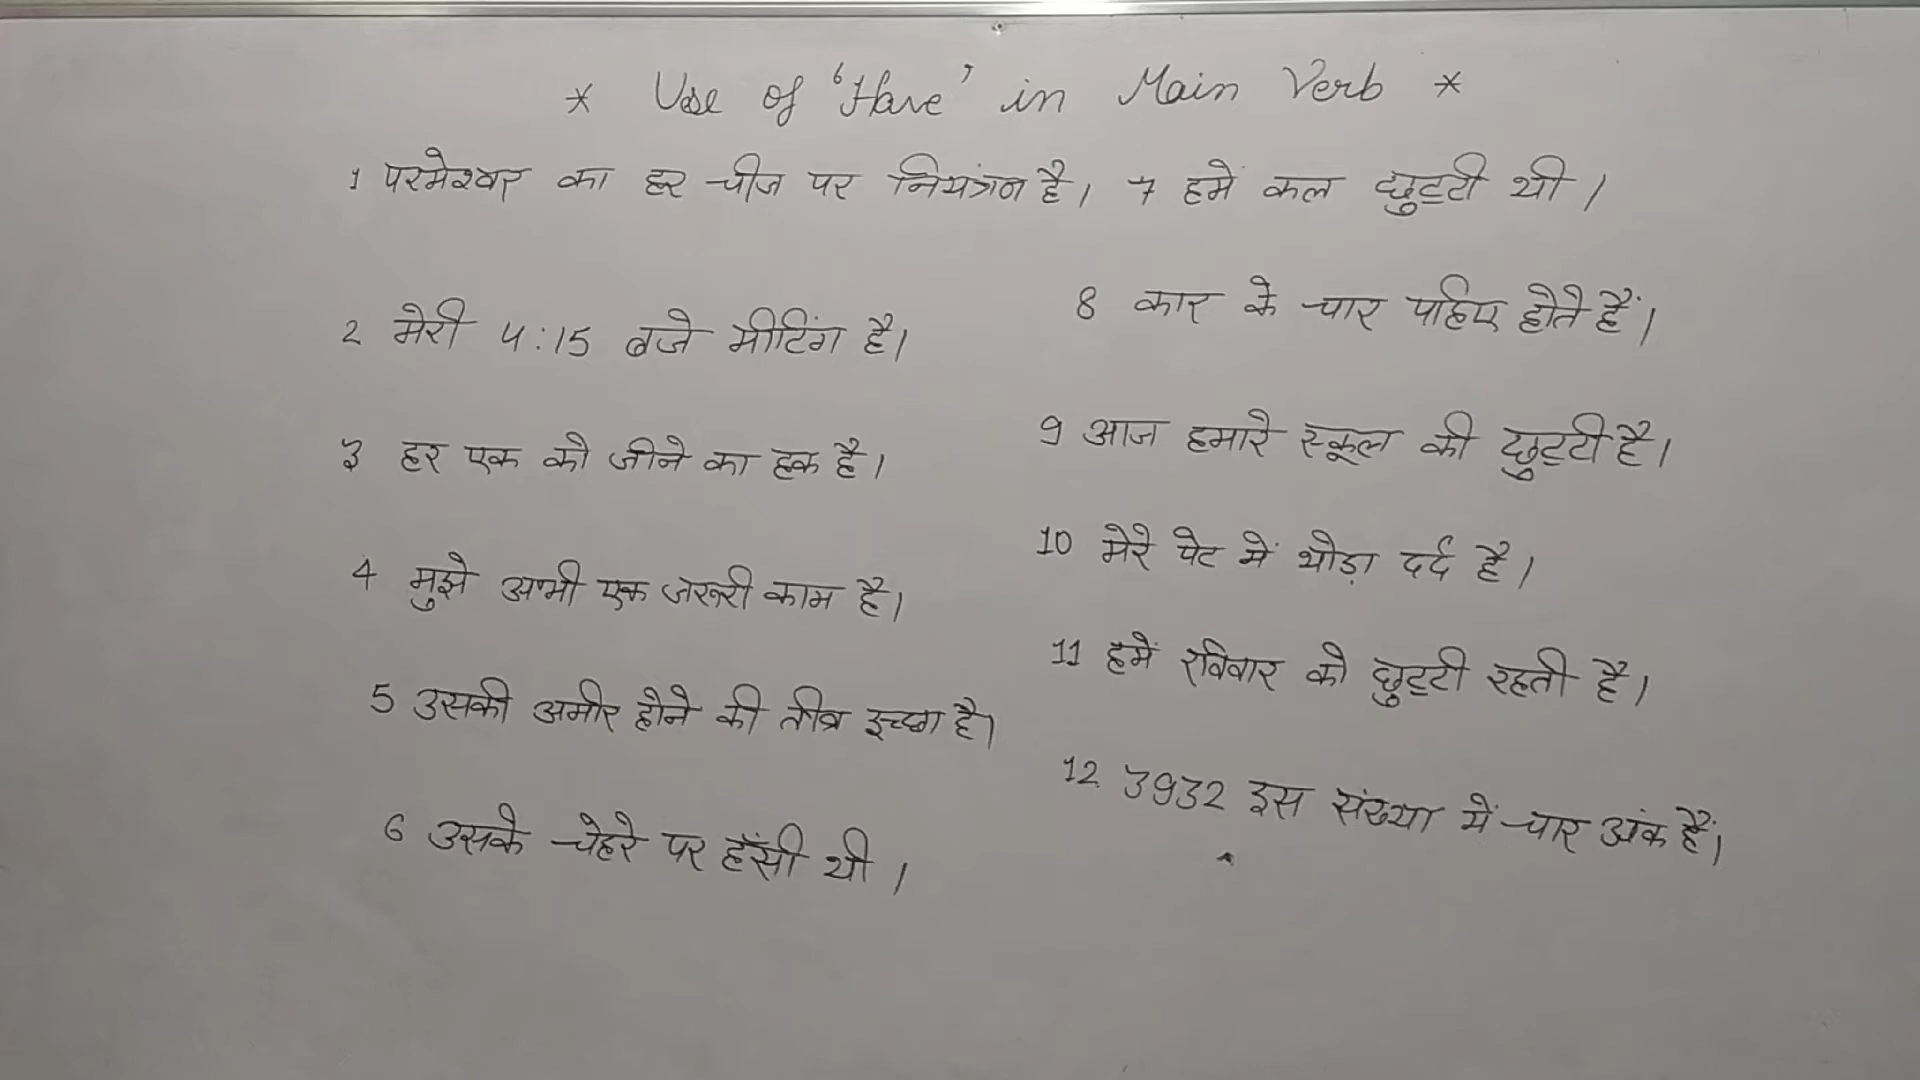 * Use of 'Have' in Main Verb *
1 परमेश्वर का हर चीज पर नियंत्रन है।
2 मेरी 4:15 बजे मीटिंग है।
3 हर एक को जीने का हक है।
4 मुझे अभी एक जरुरी काम है।
5 उसकी अमीर होने की तीव्र इच्छा है।
6 उसके चेहरे पर हँसी थी।
7 हमें कल छुट्टी थी।
8 कार के चार पहिए होते हैं।
9 आज हमारे स्कूल की छुट्टी है।
10 मेरे पेट में थोड़ा दर्द है।
11 हमें रविवार को छुट्टी रहती है।
12 3932 इस संख्या में चार अंक हैं।